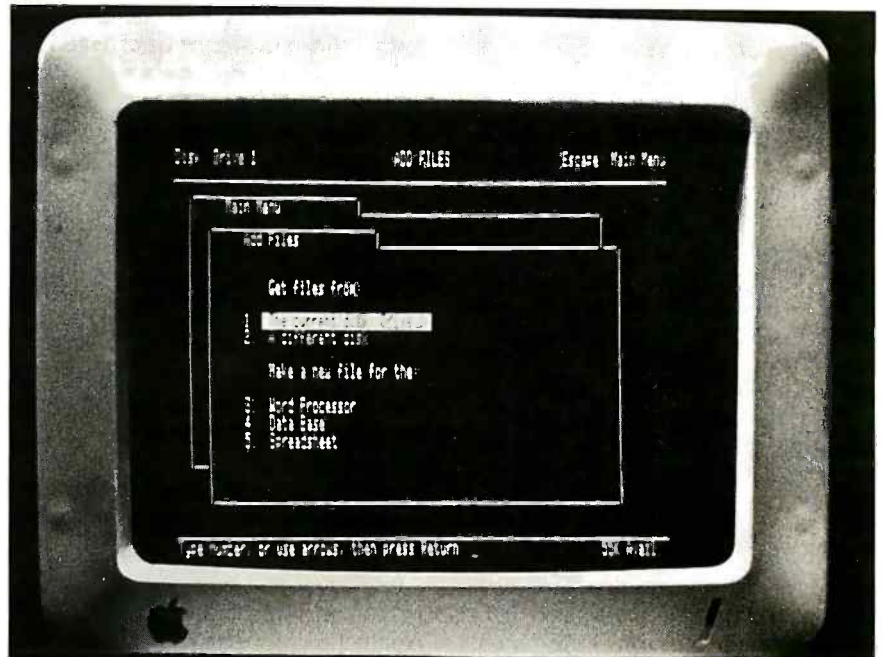 Disk Drive 1 ADD FILES Escape: Main Menu
Main Menu
Add Files
Get files from:
1. The current disk: Drive 1
2. A different disk
Make a new file for the:
3. Word Processor
4. Data Base
5. Spreadsheet
Type number, or use arrows, then press Return Avail.